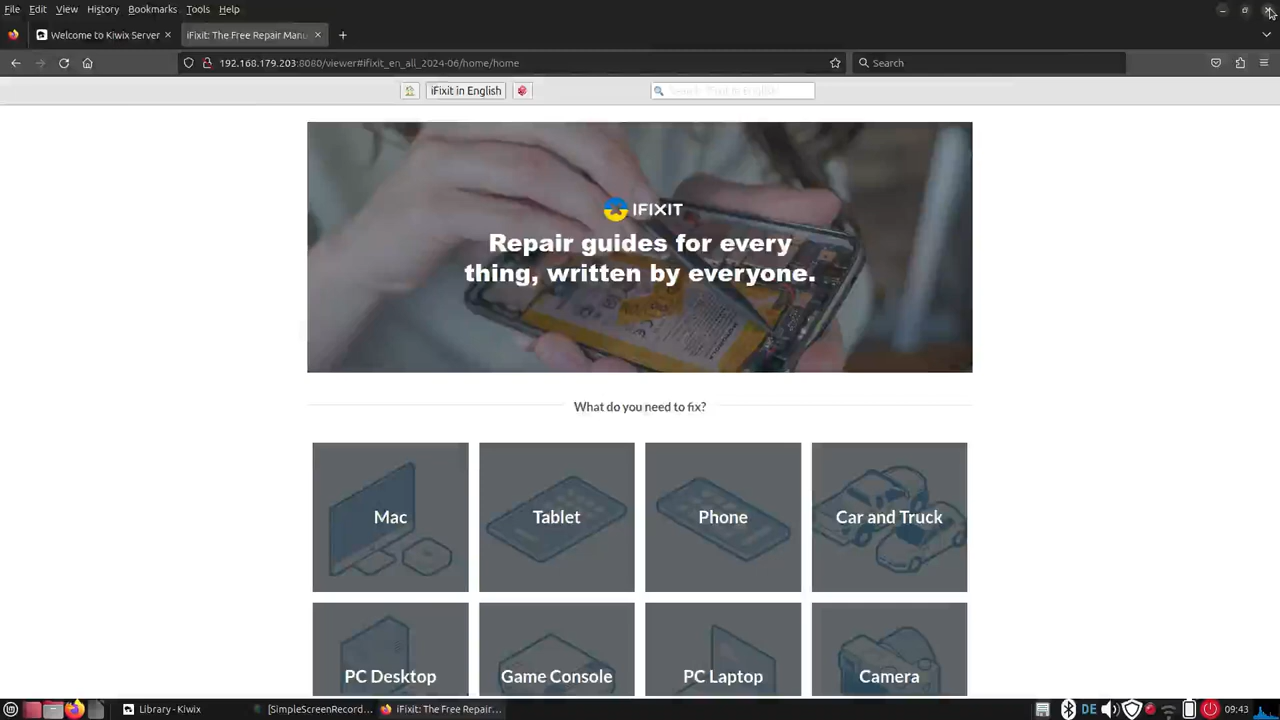 File Edit View History Bookmarks Tools Help
Welcome to Kiwix Server
iFixit: The Free Repair Manu
192.168.179.203:8080/viewer#ifixit_en_all_2024-06/home/home
Search
iFixit in English
Search 'iFixit in English'
IFIXIT
Repair guides for every
thing, written by everyone.
What do you need to fix?
Mac Tablet Phone Car and Truck
PC Desktop Game Console PC Laptop Camera
Library - Kiwix
[SimpleScreenRecord...
iFixit: The Free Repair...
DE
09:43